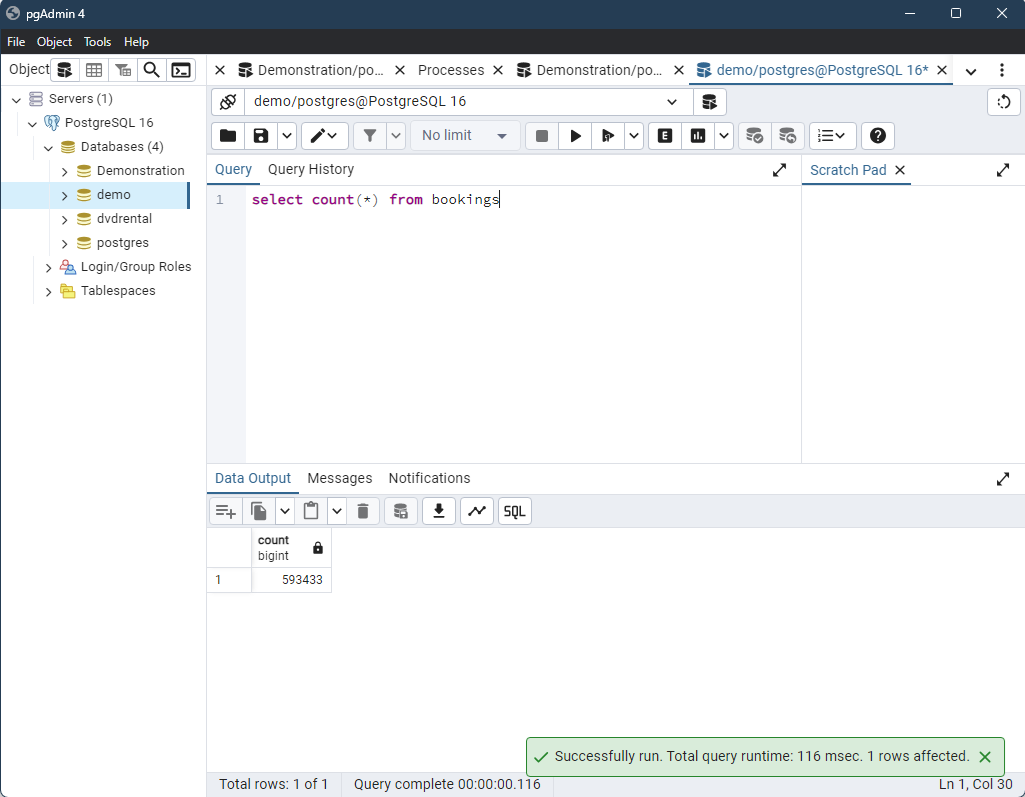 pgAdmin 4
File Object Tools Help
Object
Demonstration/po... Processes Demonstration/po... demo/postgres@PostgreSQL 16*
Servers (1)
PostgreSQL 16
Databases (4)
Demonstration
demo
dvdrental
postgres
Login/Group Roles
Tablespaces
demo/postgres@PostgreSQL 16
No limit
E
Query Query History
Scratch Pad
1 select count(*) from bookings
Data Output Messages Notifications
SQL
count
bigint
1 593433
Successfully run. Total query runtime: 116 msec. 1 rows affected.
Total rows: 1 of 1 Query complete 00:00:00.116 Ln 1, Col 30